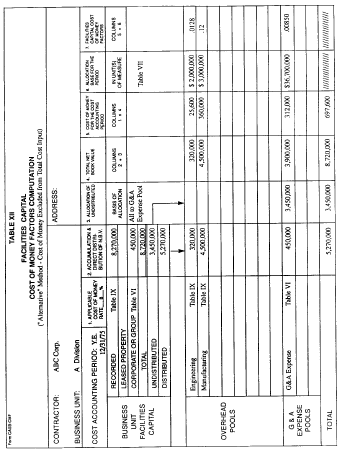 Form CASB-CMF
TABLE XII
FACILITIES CAPITAL
COST OF MONEY FACTORS COMPUTATION
("Alternative" Method - Cost of Money Excluded from Total Cost Input)
CONTRACTOR: ABC Corp.
ADDRESS:
BUSINESS UNIT: A Division
COST ACCOUNTING PERIOD: Y.E. 12/31/75
1. APPLICABLE COST OF MONEY RATE 8 %
2. ACCUMULATION & DIRECT DISTRIBUTION OF N.B.V.
3. ALLOCATION OF UNDISTRIBUTED
4. TOTAL NET BOOK VALUE
5. COST OF MONEY FOR THE COST ACCOUNTING PERIOD
6. ALLOCATION BASE FOR THE PERIOD
7. FACILITIES CAPITAL COST OF MONEY FACTORS
BUSINESS UNIT FACILITIES CAPITAL
RECORDED Table IX 8,270,000
LEASED PROPERTY
CORPORATE OR GROUP Table VI 450,000
TOTAL 8,720,000
UNDISTRIBUTED 3,450,000
DISTRIBUTED 5,270,000
BASIS OF ALLOCATION
All to G&A Expense Pool
COLUMNS 2 + 3
COLUMNS 1 x 4
IN UNIT(S) OF MEASURE
Table VII
COLUMNS 5 ÷ 6
OVERHEAD POOLS
Engineering Table IX 320,000 320,000 25,600 $ 2,000,000 .0128
Manufacturing Table IX 4,500,000 4,500,000 360,000 $ 3,000,000 .12
G & A EXPENSE POOLS
G&A Expense Table VI 450,000 3,450,000 3,900,000 312,000 $36,700,000 .00850
TOTAL 5,270,000 3,450,000 8,720,000 697,600 //////////////// ////////////////